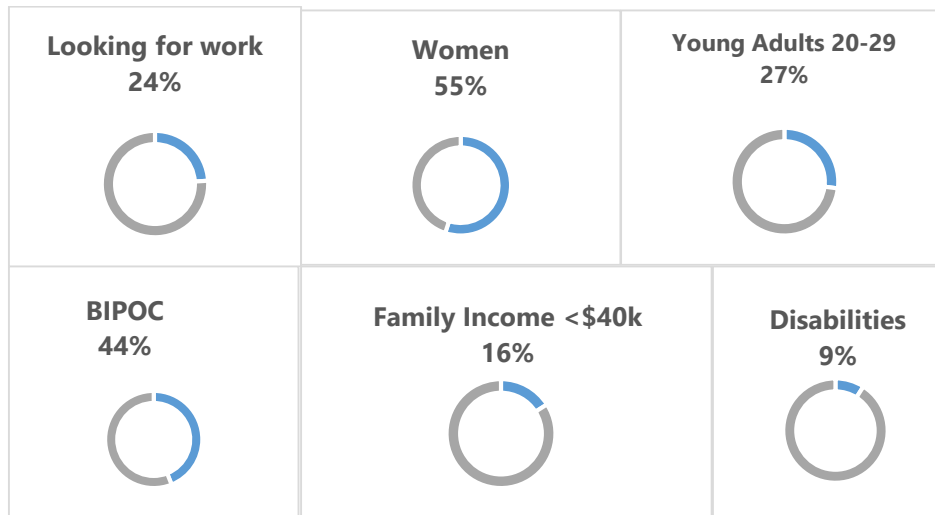 Looking for work
24%
Women
55%
Young Adults 20-29
27%
BIPOC
44%
Family Income <$40k
16%
Disabilities
9%